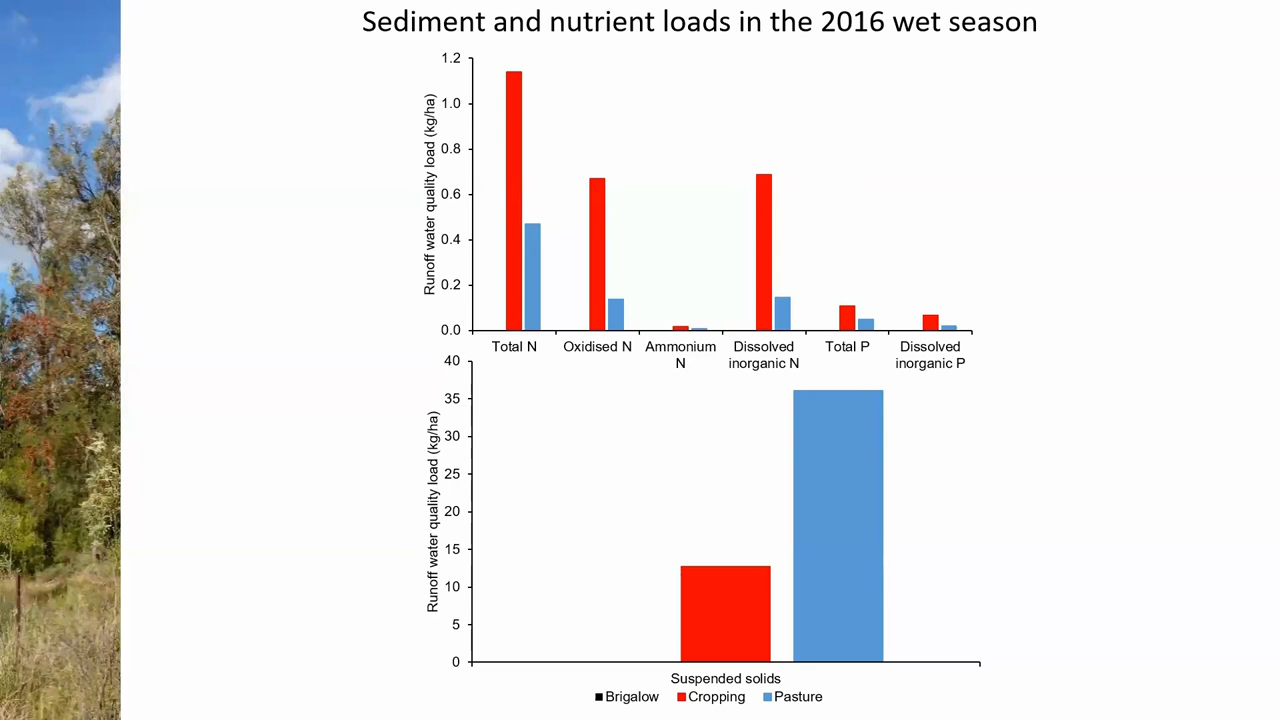 Sediment and nutrient loads in the 2016 wet season
Runoff water quality load (kg/ha)
1.2
1.0
0.8
0.6
0.4
0.2
0.0
Total N
Oxidised N
Ammonium
N
Dissolved
inorganic N
Total P
Dissolved
inorganic P
Runoff water quality load (kg/ha)
40
35
30
25
20
15
10
5
0
Suspended solids
Brigalow
Cropping
Pasture